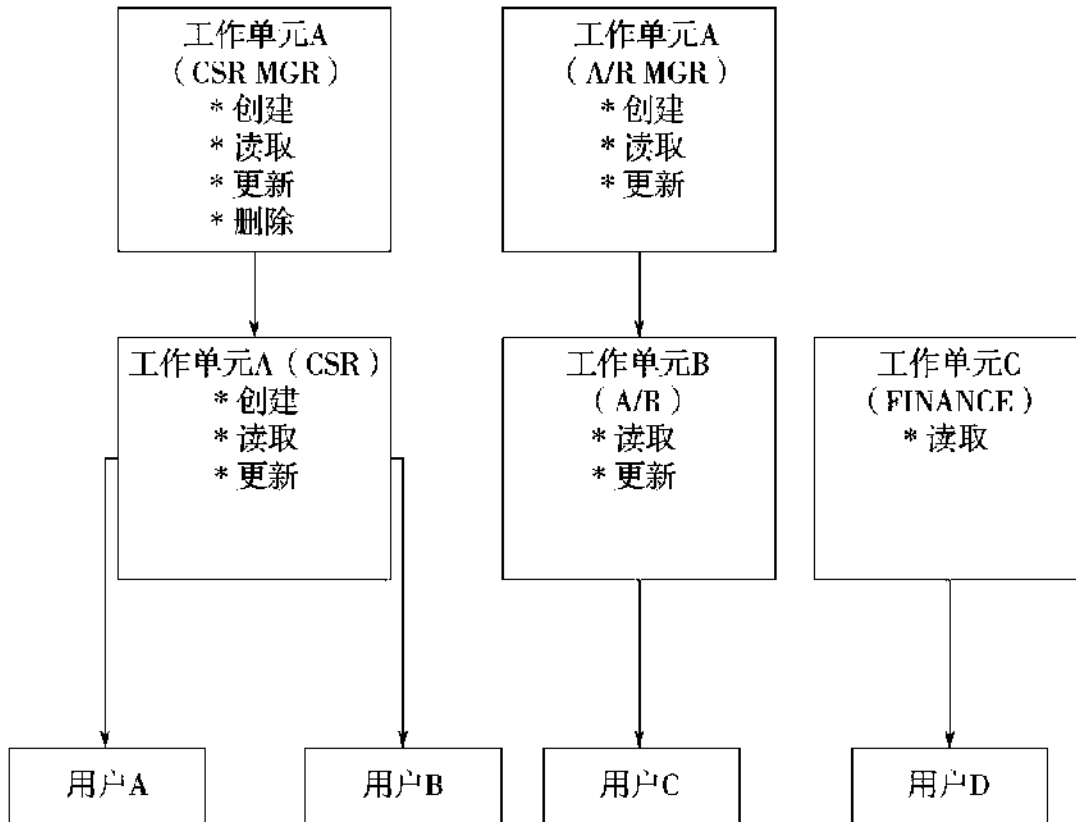 工作单元A
（CSR MGR）
* 创建
* 读取
* 更新
* 删除
工作单元A
（A/R MGR）
* 创建
* 读取
* 更新
工作单元A（CSR）
* 创建
* 读取
* 更新
工作单元B
（A/R）
* 读取
* 更新
工作单元C
（FINANCE）
* 读取
用户A
用户B
用户C
用户D